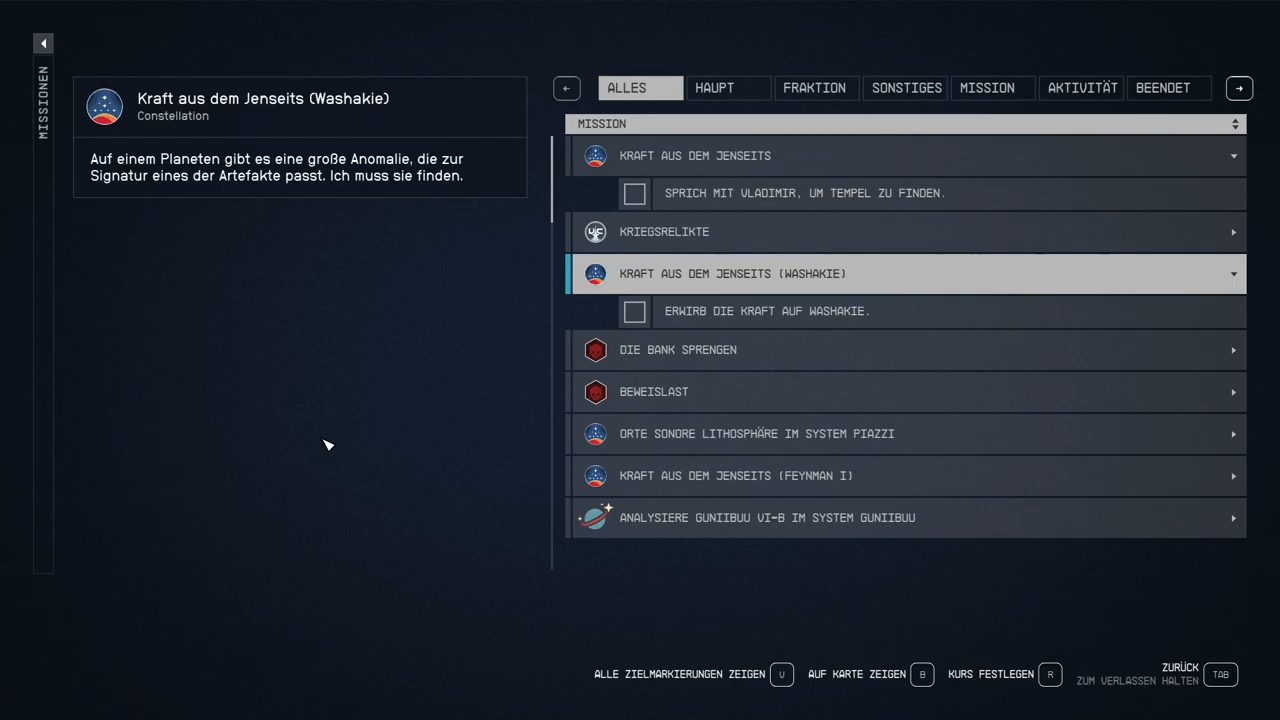 MISSIONEN
Kraft aus dem Jenseits (Washakie)
Constellation
Auf einem Planeten gibt es eine große Anomalie, die zur
Signatur eines der Artefakte passt. Ich muss sie finden.
ALLES HAUPT FRAKTION SONSTIGES MISSION AKTIVITÄT BEENDET
MISSION
KRAFT AUS DEM JENSEITS
SPRICH MIT VLADIMIR, UM TEMPEL ZU FINDEN.
UC KRIEGSRELIKTE
KRAFT AUS DEM JENSEITS (WASHAKIE)
ERWIRB DIE KRAFT AUF WASHAKIE.
DIE BANK SPRENGEN
BEWEISLAST
ORTE SONORE LITHOSPHÄRE IM SYSTEM PIAZZI
KRAFT AUS DEM JENSEITS (FEYNMAN I)
ANALYSIERE GUNIIBUU VI-B IM SYSTEM GUNIIBUU
ALLE ZIELMARKIERUNGEN ZEIGEN V AUF KARTE ZEIGEN B KURS FESTLEGEN R ZURÜCK TAB
ZUM VERLASSEN HALTEN